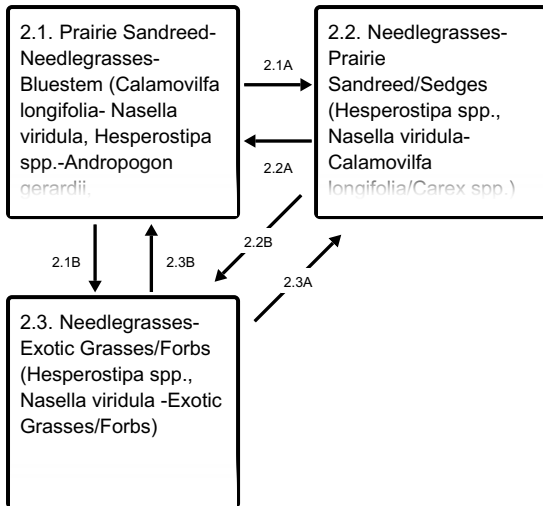 2.1. Prairie Sandreed-
Needlegrasses-
Bluestem (Calamovilfa
longifolia- Nasella
viridula, Hesperostipa
spp.-Andropogon
gerardii,
2.1A
2.2A
2.2. Needlegrasses-
Prairie
Sandreed/Sedges
(Hesperostipa spp.,
Nasella viridula-
Calamovilfa
longifolia/Carex spp.)
2.1B
2.3B
2.2B
2.3A
2.3. Needlegrasses-
Exotic Grasses/Forbs
(Hesperostipa spp.,
Nasella viridula -Exotic
Grasses/Forbs)